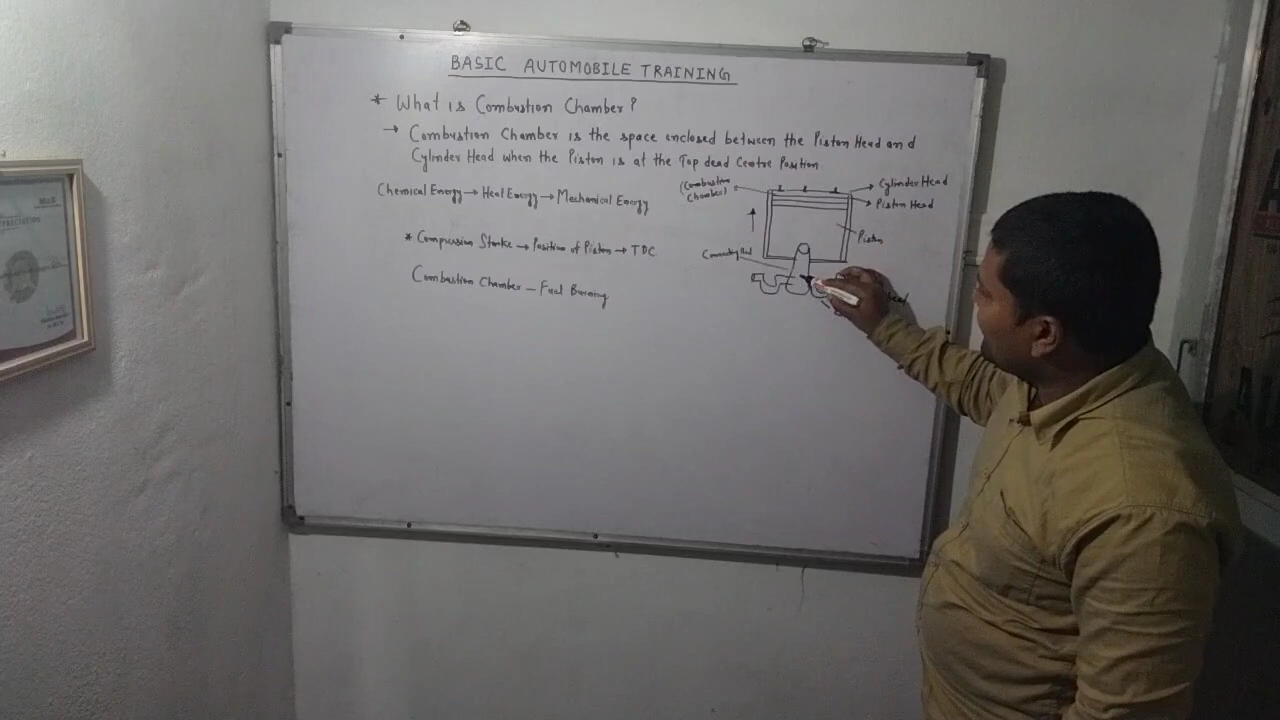 BASIC AUTOMOBILE TRAINING
* What is Combustion Chamber?
→ Combustion Chamber is the space enclosed between the Piston Head and
Cylinder Head when the Piston is at the Top dead Centre Position.
Chemical Energy → Heat Energy → Mechanical Energy
(Combustion
Chamber)
Cylinder Head
Piston Head
Piston
* Compression Stroke → Position of Piston → TDC
Connecting Rod
Combustion Chamber – Fuel Burning